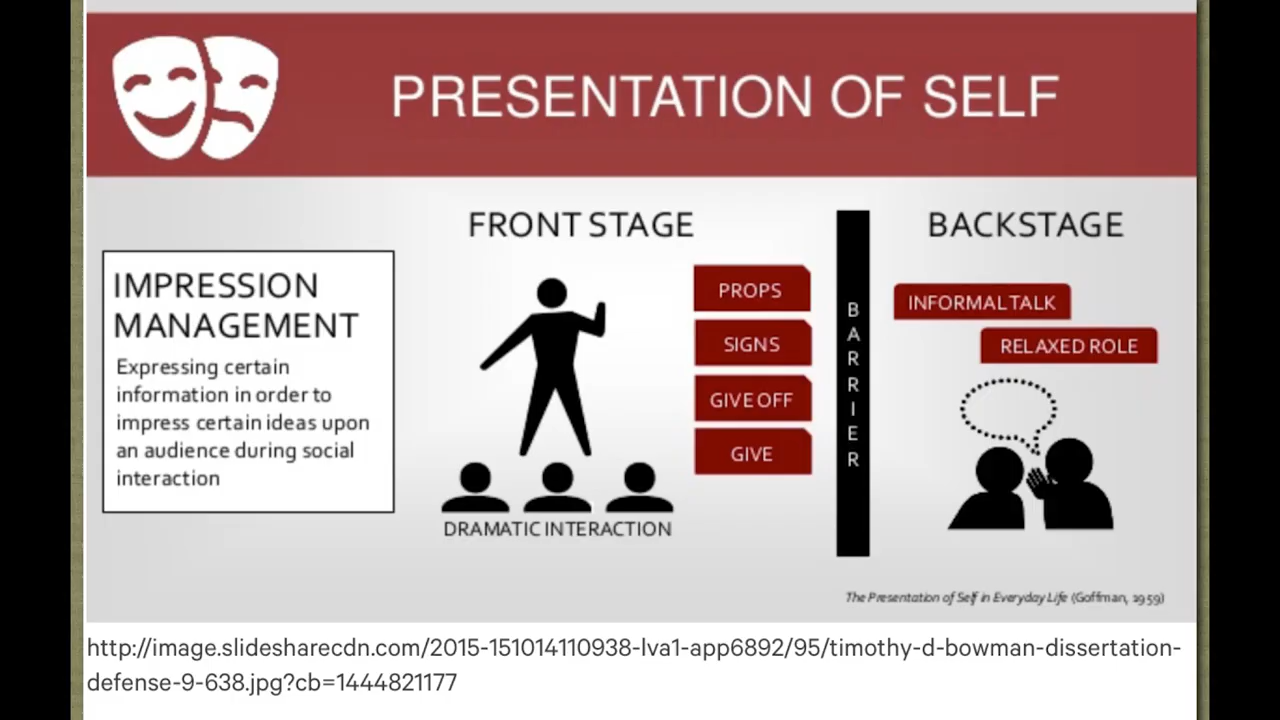 PRESENTATION OF SELF
IMPRESSION
MANAGEMENT
Expressing certain
information in order to
impress certain ideas upon
an audience during social
interaction
FRONT STAGE
DRAMATIC INTERACTION
PROPS
SIGNS
GIVE OFF
GIVE
BARRIER
BACKSTAGE
INFORMAL TALK
RELAXED ROLE
The Presentation of Self in Everyday Life (Goffman, 1959)
http://image.slidesharecdn.com/2015-151014110938-lva1-app6892/95/timothy-d-bowman-dissertation-
defense-9-638.jpg?cb=1444821177